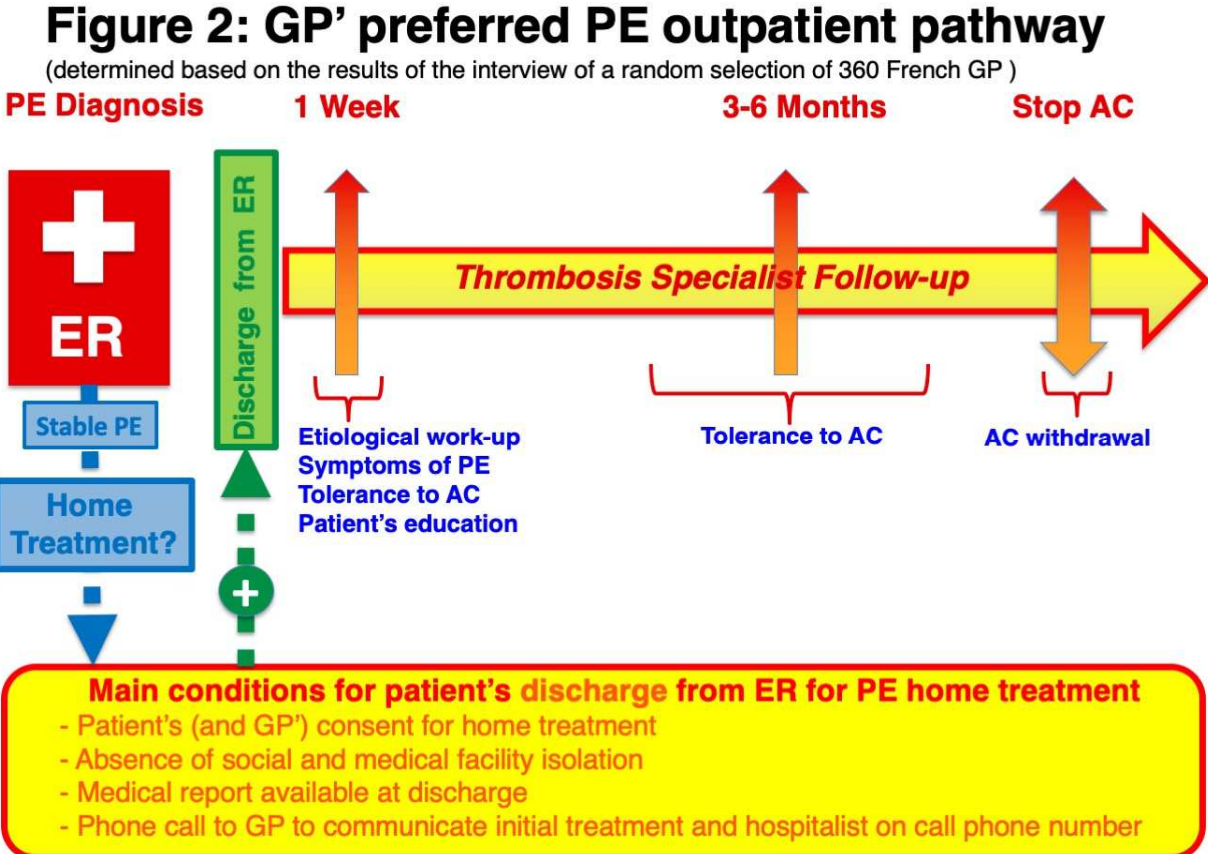 Figure 2: GP' preferred PE outpatient pathway
(determined based on the results of the interview of a random selection of 360 French GP )
PE Diagnosis
1 Week
3-6 Months
Stop AC
ER
Discharge from ER
Thrombosis Specialist Follow-up
Stable PE
Home
Treatment?
Etiological work-up
Symptoms of PE
Tolerance to AC
Patient's education
Tolerance to AC
AC withdrawal
+
Main conditions for patient's discharge from ER for PE home treatment
- Patient's (and GP') consent for home treatment
- Absence of social and medical facility isolation
- Medical report available at discharge
- Phone call to GP to communicate initial treatment and hospitalist on call phone number